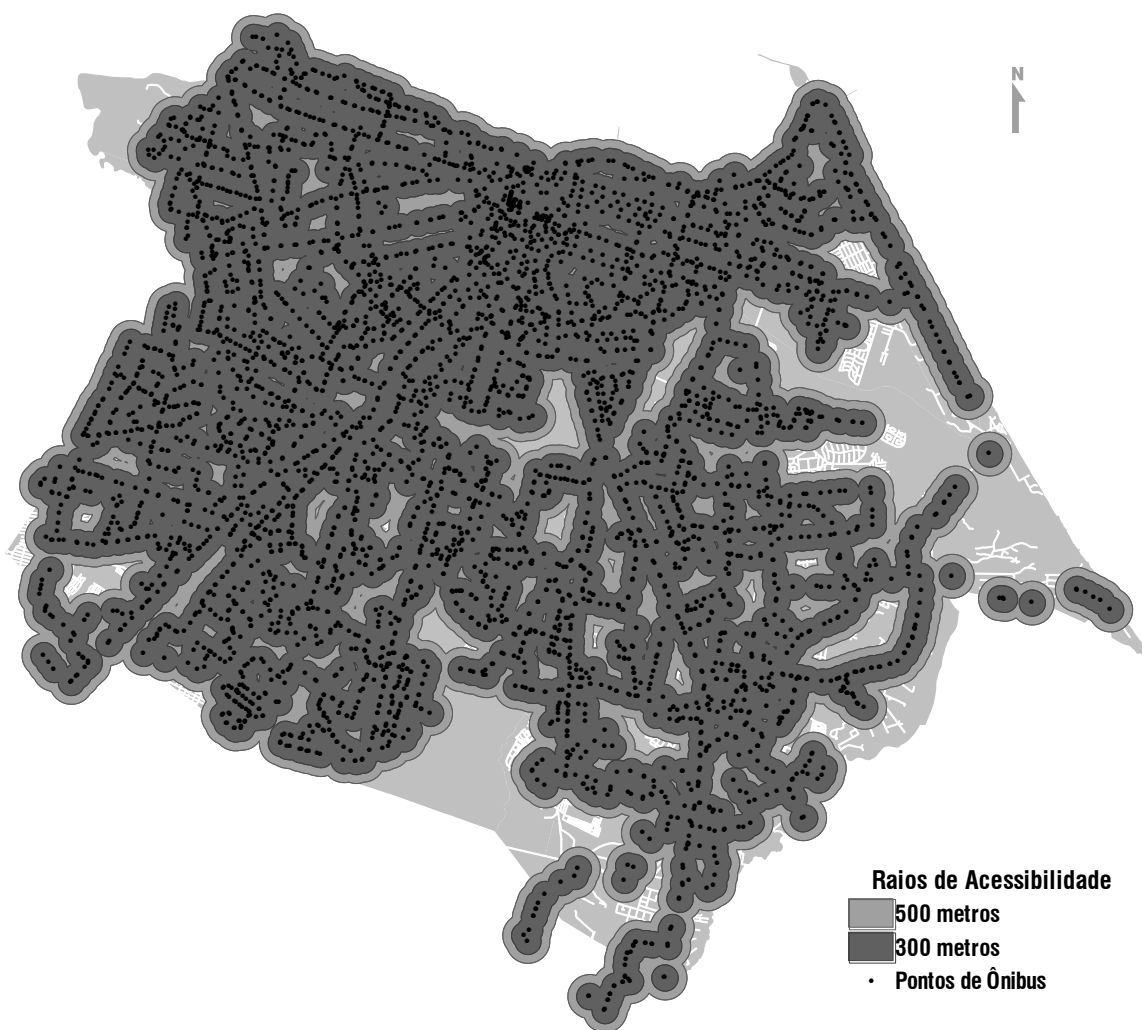 N
Raios de Acessibilidade
500 metros
300 metros
Pontos de Ônibus